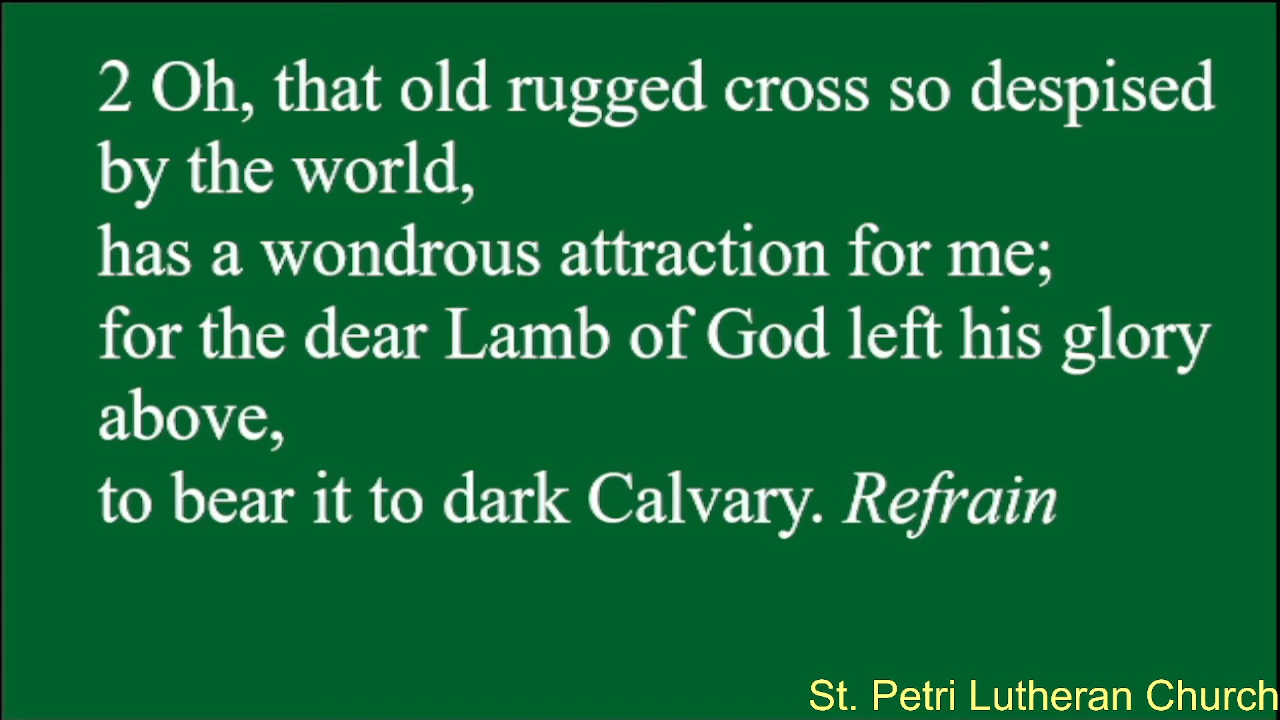 2 Oh, that old rugged cross so despised
by the world,
has a wondrous attraction for me;
for the dear Lamb of God left his glory
above,
to bear it to dark Calvary. Refrain
St. Petri Lutheran Church